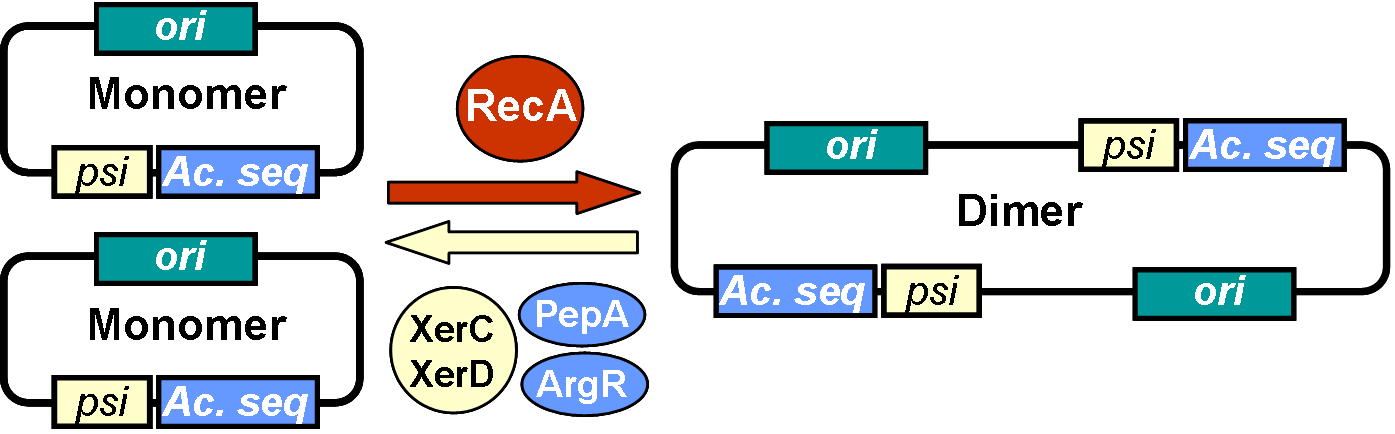 ori
Monomer
psi Ac. seq
ori
Monomer
psi Ac. seq
RecA
XerC
XerD
PepA
ArgR
ori psi Ac. seq
Dimer
Ac. seq psi ori